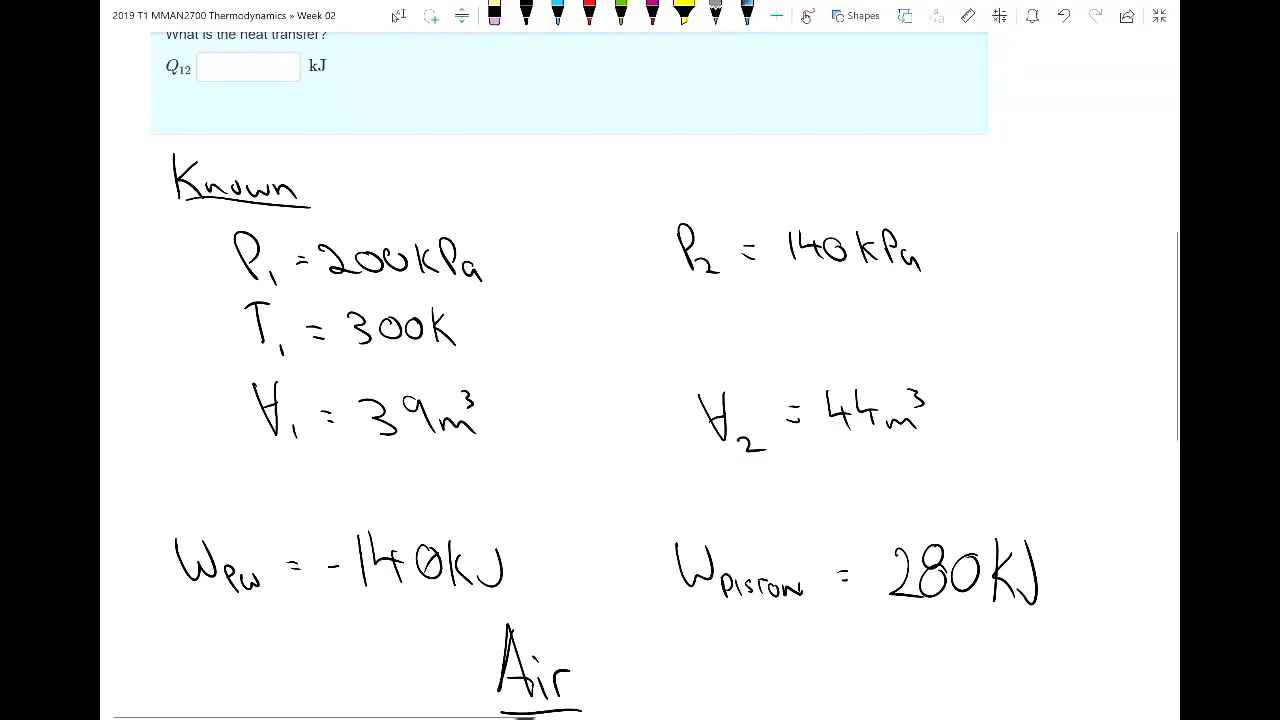 2019 T1 MMAN2700 Thermodynamics » Week 02
Shapes
What is the heat transfer?
Q12 kJ
Known
P1 = 200kPa P2 = 140kPa
T1 = 300K
V1 = 39m³ V2 = 44m³
WPW = -140kJ WPISTON = 280kJ
Air